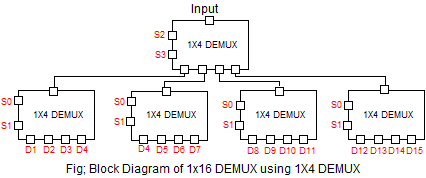 Input
S2
1X4 DEMUX
S3
S0 S0 S0 S0
1X4 DEMUX 1X4 DEMUX 1X4 DEMUX 1X4 DEMUX
S1 S1 S1 S1
D1 D2 D3 D4 D4 D5 D6 D7 D8 D9 D10 D11 D12 D13 D14 D15
Fig; Block Diagram of 1x16 DEMUX using 1X4 DEMUX